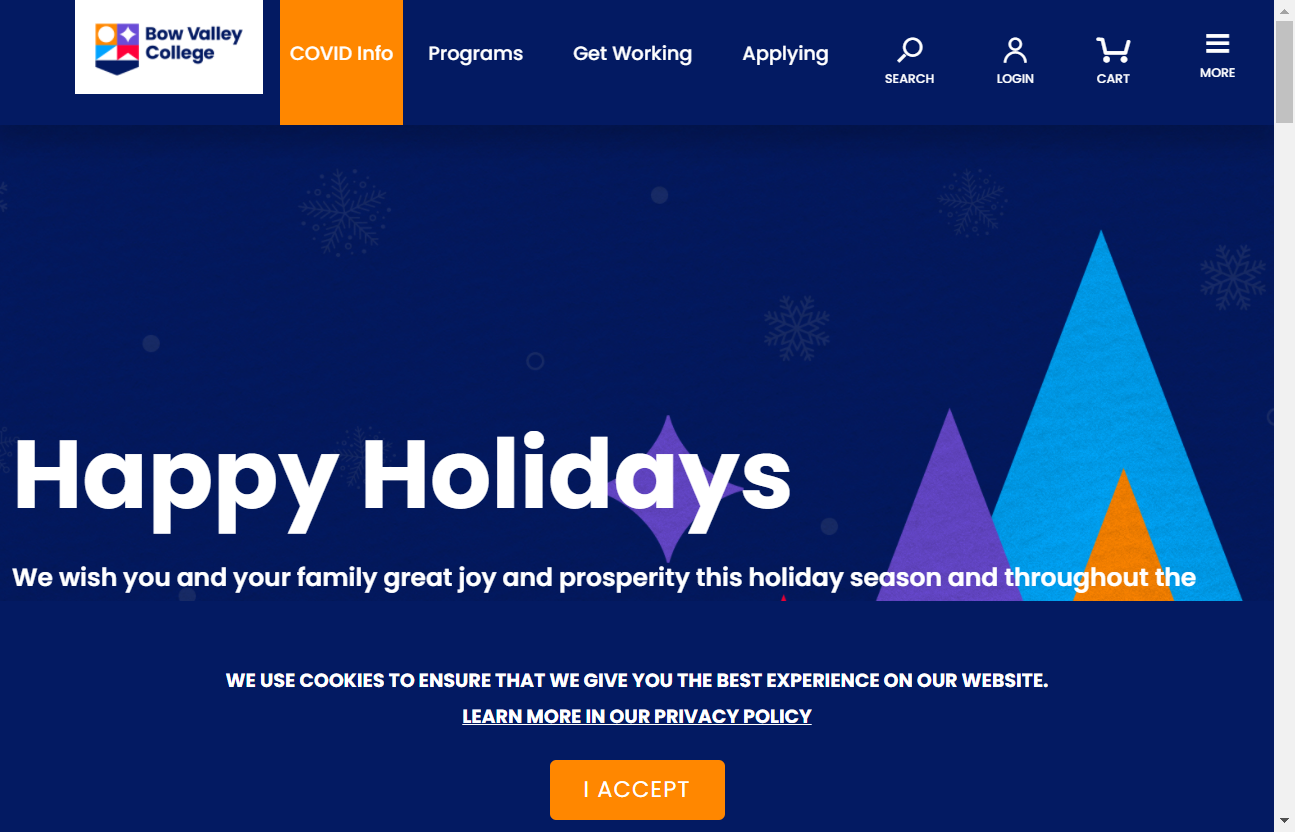 Bow Valley
College
COVID Info
Programs
Get Working
Applying
SEARCH
LOGIN
CART
MORE
Happy Holidays
We wish you and your family great joy and prosperity this holiday season and throughout the
WE USE COOKIES TO ENSURE THAT WE GIVE YOU THE BEST EXPERIENCE ON OUR WEBSITE.
LEARN MORE IN OUR PRIVACY POLICY
I ACCEPT